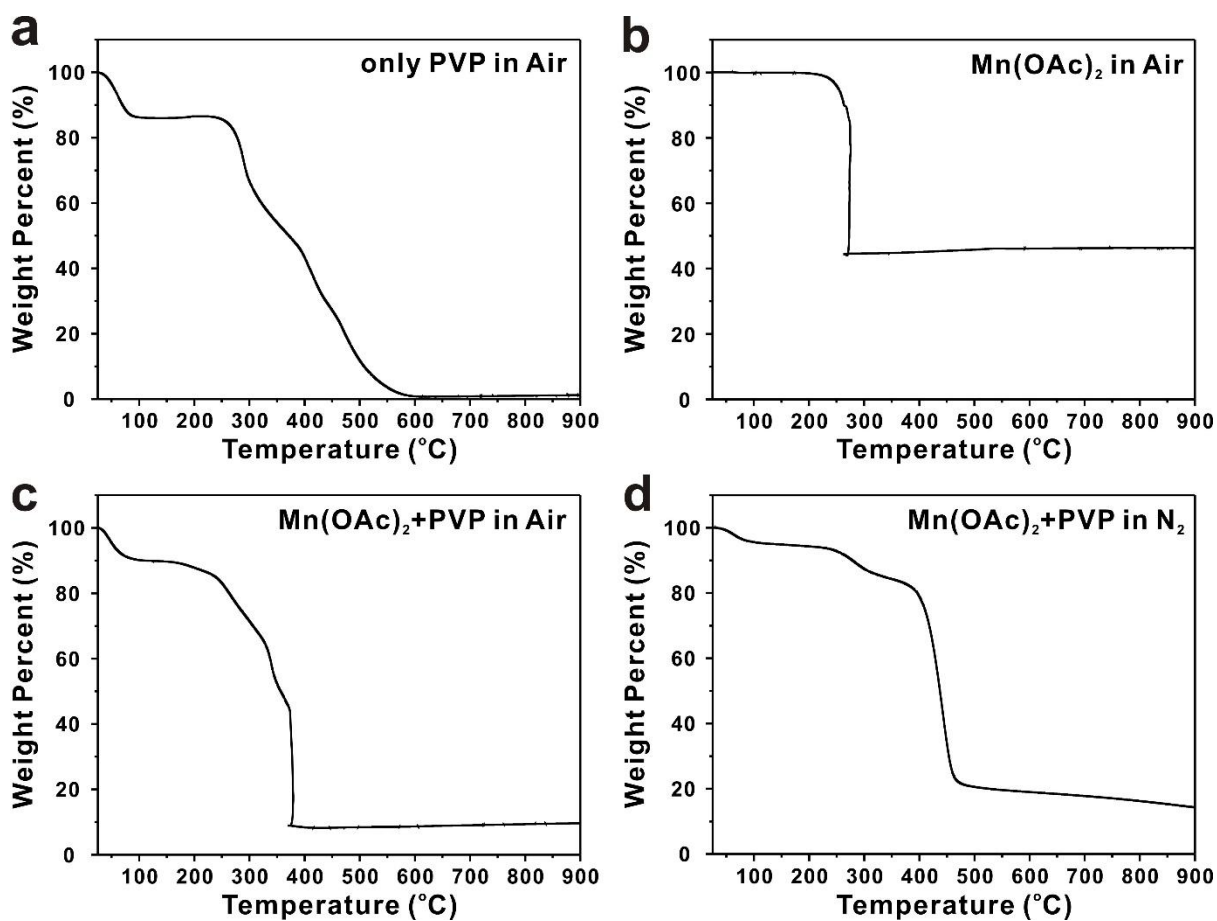 a
only PVP in Air
Weight Percent (%)
100
80
60
40
20
0
100 200 300 400 500 600 700 800 900
Temperature (°C)
b
Mn(OAc)₂ in Air
Weight Percent (%)
100
80
60
40
20
0
100 200 300 400 500 600 700 800 900
Temperature (°C)
c
Mn(OAc)₂+PVP in Air
Weight Percent (%)
100
80
60
40
20
0
100 200 300 400 500 600 700 800 900
Temperature (°C)
d
Mn(OAc)₂+PVP in N₂
Weight Percent (%)
100
80
60
40
20
0
100 200 300 400 500 600 700 800 900
Temperature (°C)